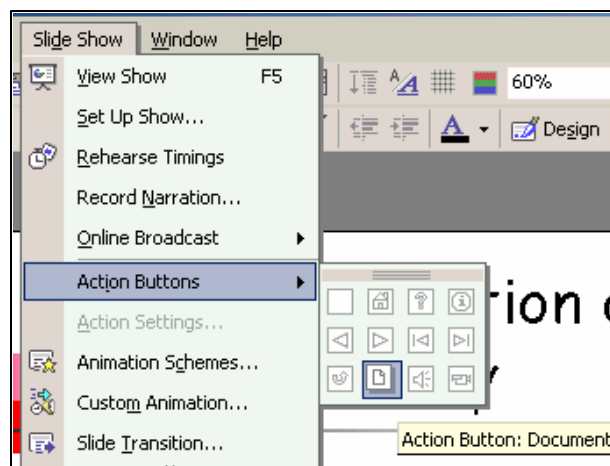 Slide Show Window Help
View Show F5
60%
Set Up Show...
Design
Rehearse Timings
Record Narration...
Online Broadcast
Action Buttons
Action Settings...
Animation Schemes...
Custom Animation...
Slide Transition...
Action Button: Document